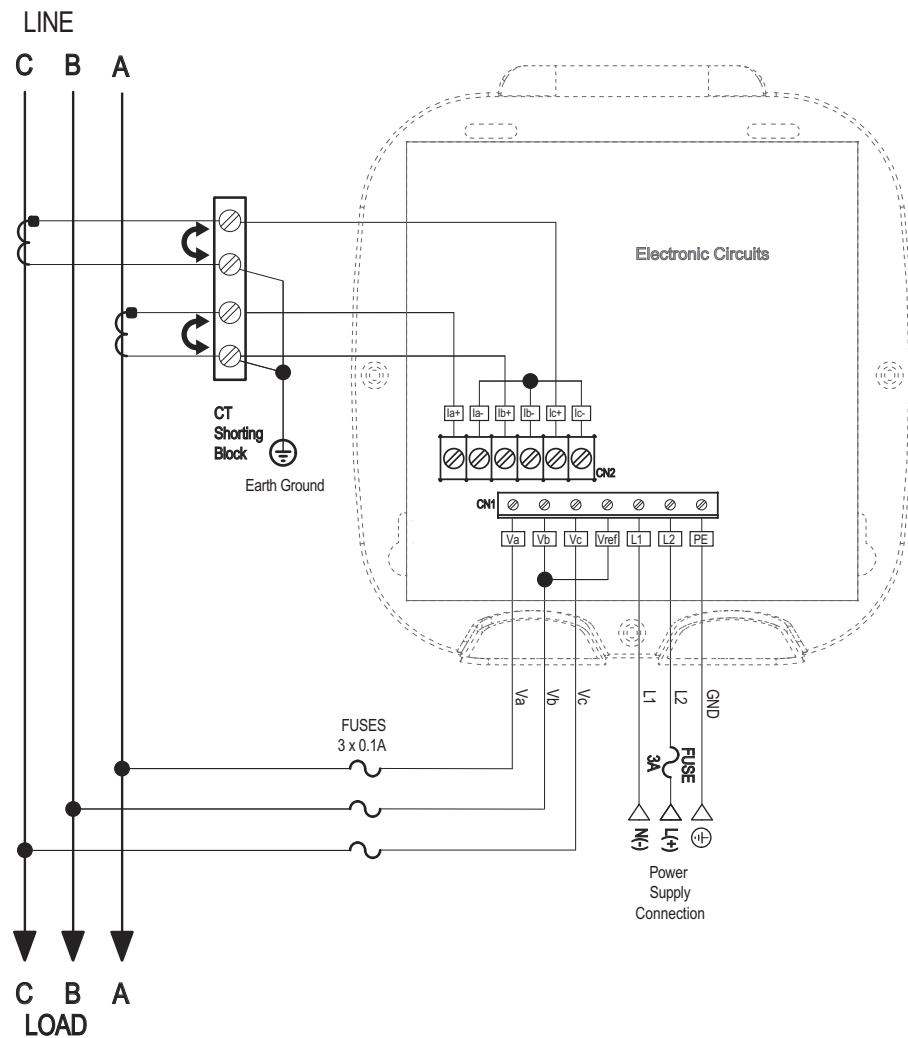 LINE
C B A
Electronic Circuits
CT
Shorting
Block
Earth Ground
Ia+ Ia- Ib+ Ib- Ic+ Ic-
CN2
CN1
Va Vb Vc Vref L1 L2 PE
Va Vb Vc L1 L2 GND
FUSES
3 x 0.1A
FUSE
3A
N(-) L(+)
Power
Supply
Connection
C B A
LOAD